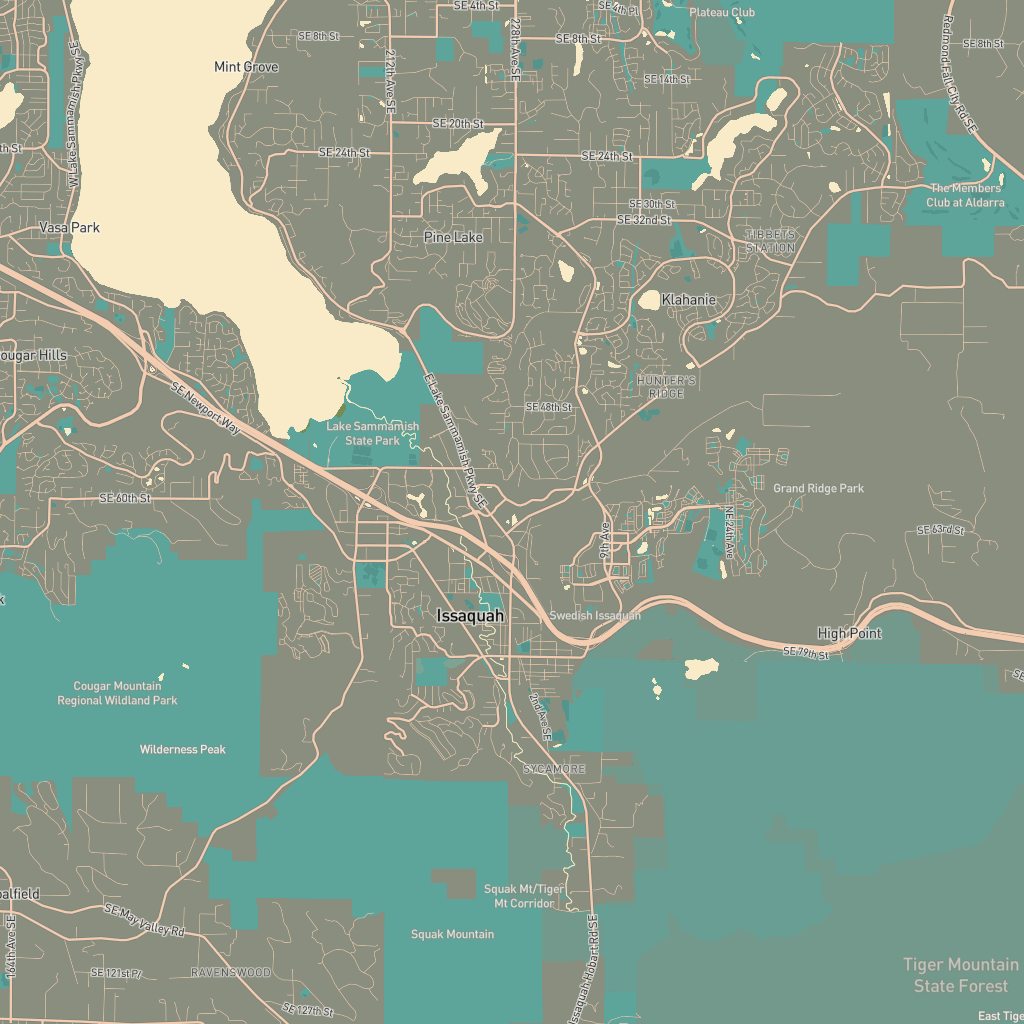 SE 4th St
SE 4th Pl
Plateau Club
SE 8th St
228th Ave SE
SE 8th St
SE 8th St
Redmond Fall City Rd SE
W Lake Sammamish Pkwy SE
Mint Grove
212th Ave SE
SE 14th St
SE 20th St
SE 24th St
SE 24th St
The Members
Club at Aldarra
SE 30th St
SE 32nd St
Vasa Park
Pine Lake
TIBBETS
STATION
Klahanie
HUNTER'S
RIDGE
SE Newport Way
E Lake Sammamish Pkwy SE
SE 48th St
Lake Sammamish
State Park
SE 60th St
Grand Ridge Park
NE 24th Ave
9th Ave
SE 63rd St
Issaquah
Swedish Issaquah
High Point
SE 79th St
Cougar Mountain
Regional Wildland Park
2nd Ave SE
Wilderness Peak
SYCAMORE
Squak Mt/Tiger
Mt Corridor
SE May Valley Rd
Squak Mountain
164th Ave SE
SE 121st Pl
RAVENSWOOD
SE 127th St
Issaquah Hobart Rd SE
Tiger Mountain
State Forest
East Tige